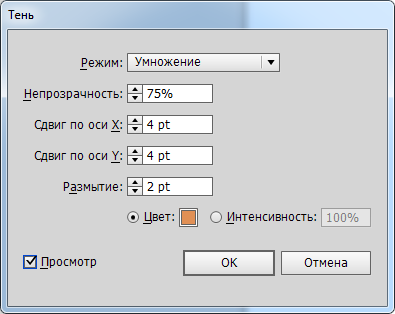 Тень
Режим: Умножение
Непрозрачность: 75%
Сдвиг по оси X: 4 pt
Сдвиг по оси Y: 4 pt
Размытие: 2 pt
Цвет: Интенсивность: 100%
Просмотр OK Отмена